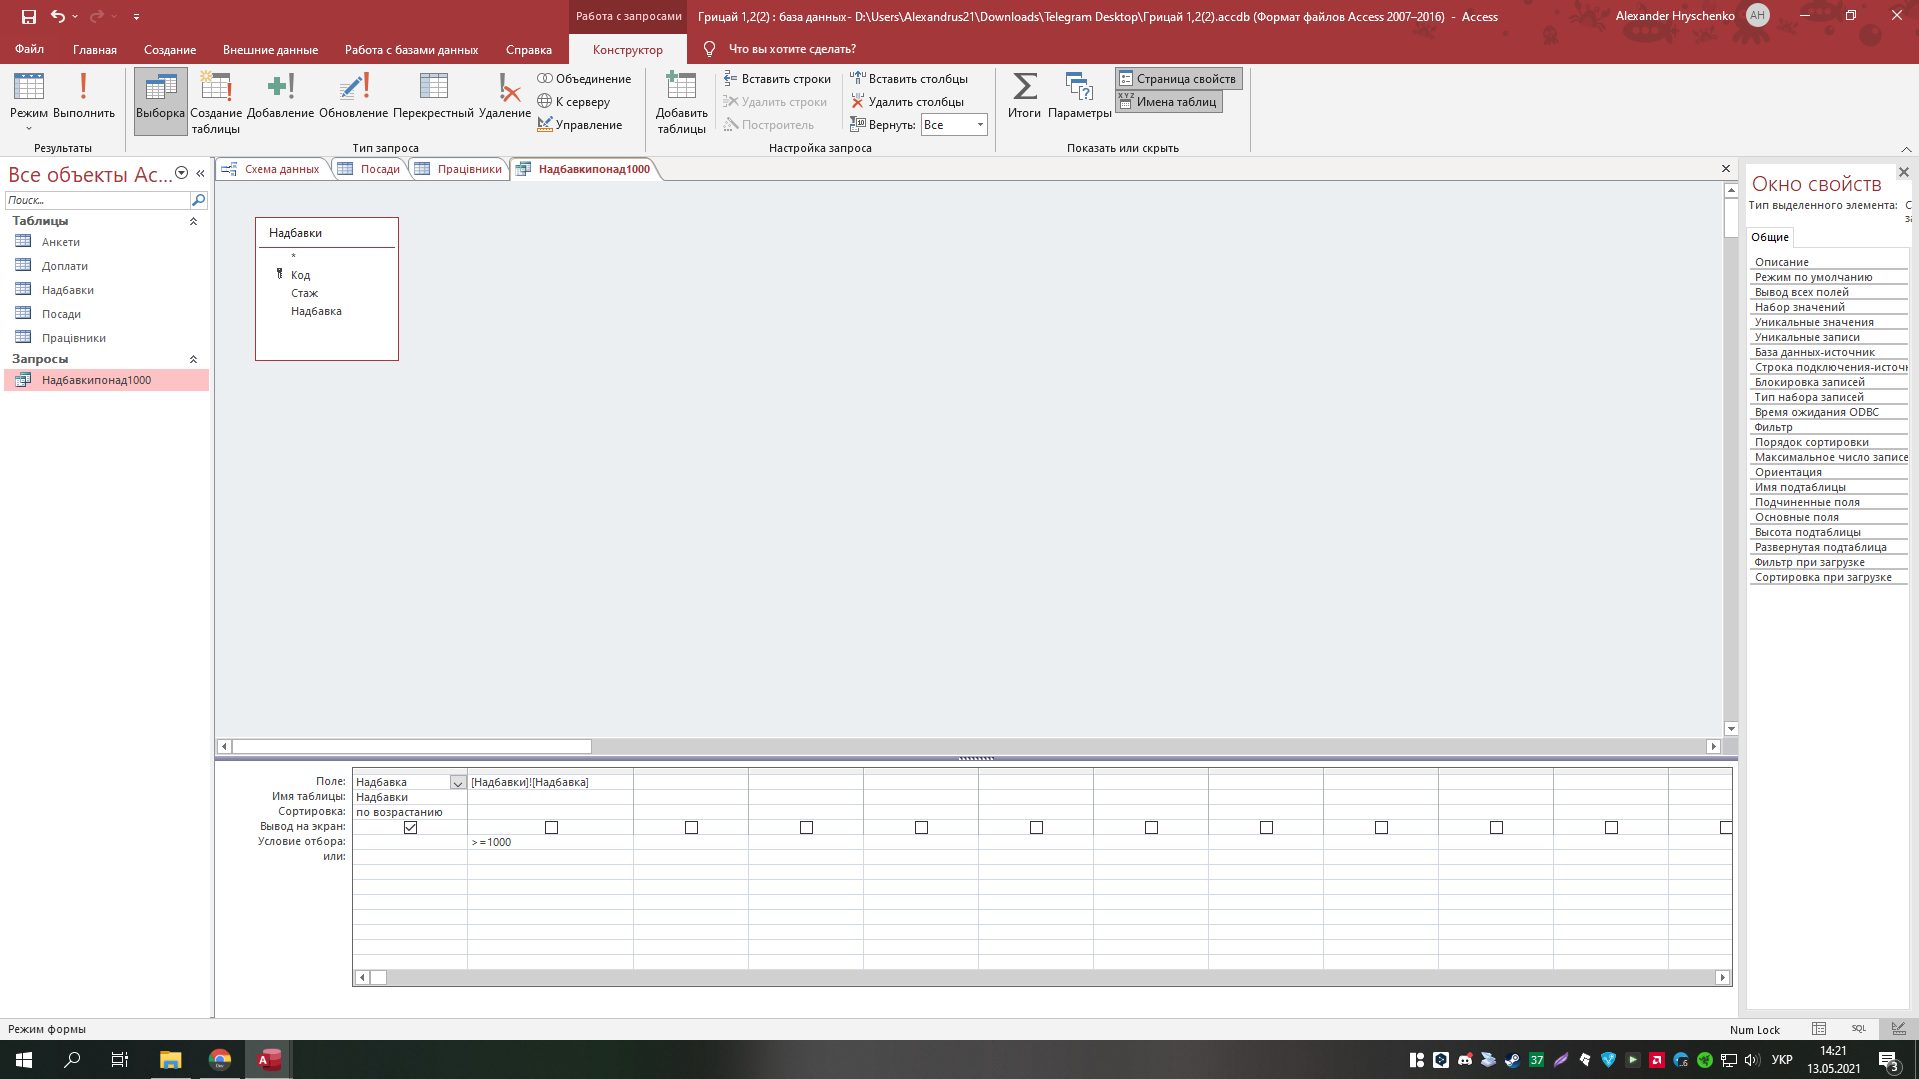 Работа с запросами
Грицай 1,2(2) : база данных- D:\Users\Alexandrus21\Downloads\Telegram Desktop\Грицай 1,2(2).accdb (Формат файлов Access 2007–2016) - Access
Alexander Hryschenko
AH
Файл
Главная
Создание
Внешние данные
Работа с базами данных
Справка
Конструктор
Что вы хотите сделать?
Режим
Выполнить
Результаты
Выборка
Создание таблицы
Добавление
Обновление
Перекрестный
Удаление
Объединение
К серверу
Управление
Тип запроса
Добавить таблицы
Вставить строки
Удалить строки
Построитель
Вставить столбцы
Удалить столбцы
Вернуть: Все
Настройка запроса
Итоги
Параметры
Страница свойств
XYZ
Имена таблиц
Показать или скрыть
Все объекты Ac...
Поиск...
Таблицы
Анкети
Доплати
Надбавки
Посади
Працівники
Запросы
Надбавкипонад1000
Схема данных
Посади
Працівники
Надбавкипонад1000
Надбавки
*
Код
Стаж
Надбавка
Окно свойств
Тип выделенного элемента:
Общие
Описание
Режим по умолчанию
Вывод всех полей
Набор значений
Уникальные значения
Уникальные записи
База данных-источник
Строка подключения-источн
Блокировка записей
Тип набора записей
Время ожидания ODBC
Фильтр
Порядок сортировки
Максимальное число записе
Ориентация
Имя подтаблицы
Подчиненные поля
Основные поля
Высота подтаблицы
Развернутая подтаблица
Фильтр при загрузке
Сортировка при загрузке
Поле: Надбавка [Надбавки]![Надбавка]
Имя таблицы: Надбавки
Сортировка: по возрастанию
Вывод на экран:
Условие отбора: >=1000
или:
Режим формы
Num Lock
SQL
37
УКР
14:21
13.05.2021
3